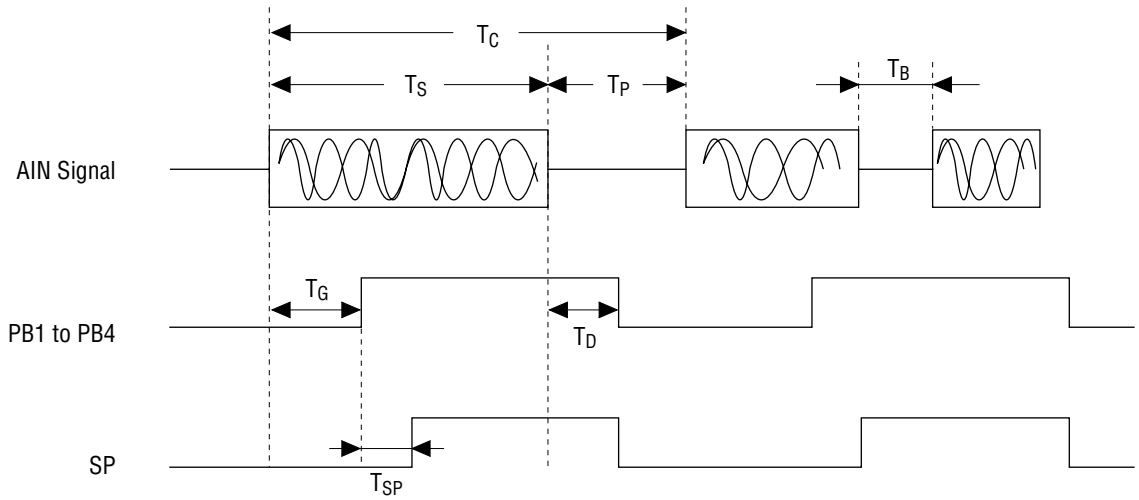 T_C
T_S T_P T_B
AIN Signal
T_G
PB1 to PB4
T_D
SP
T_SP